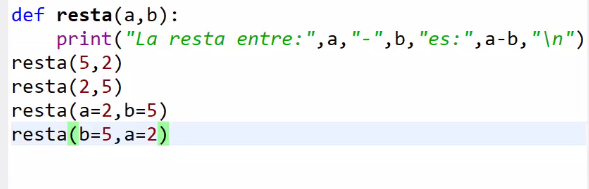 def resta(a,b):
    print("La resta entre:",a,"-",b,"es:",a-b,"\n")
resta(5,2)
resta(2,5)
resta(a=2,b=5)
resta(b=5,a=2)